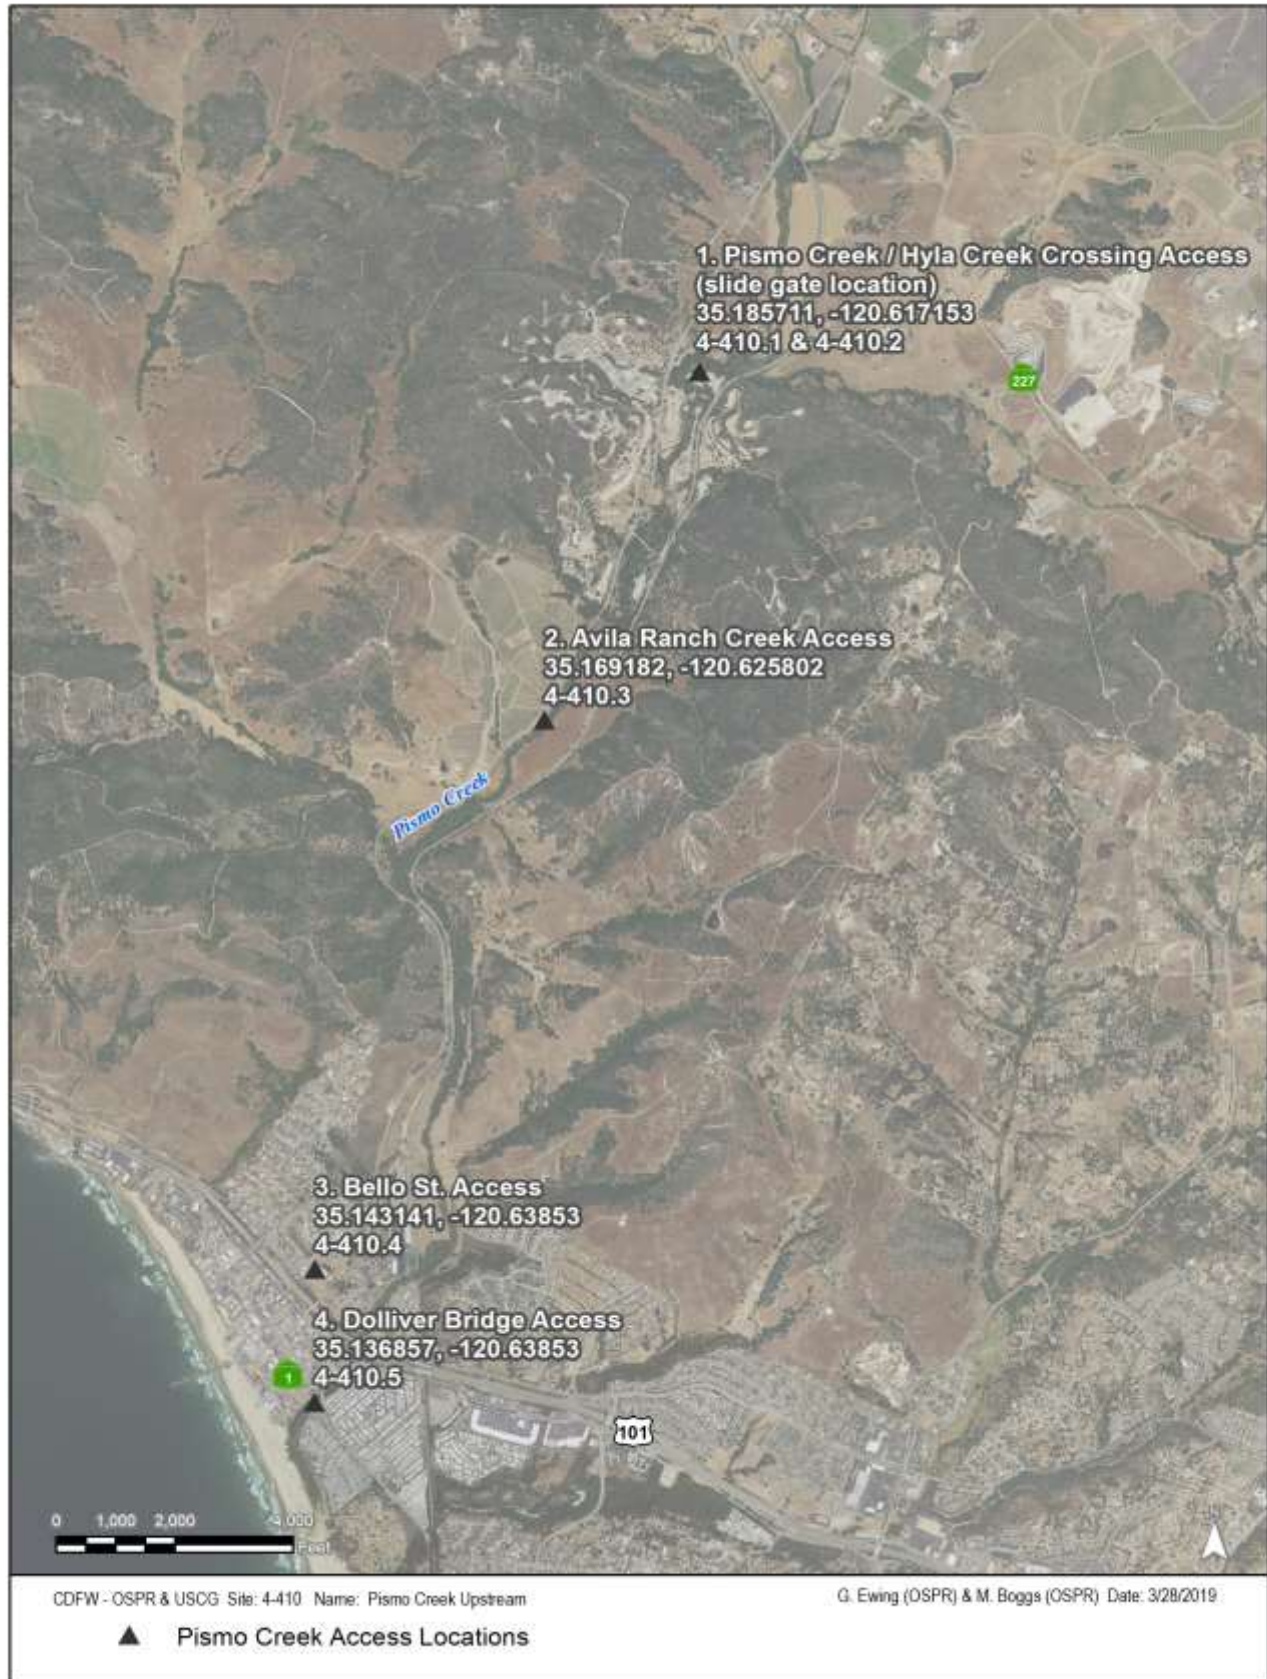 1. Pismo Creek / Hyla Creek Crossing Access
(slide gate location)
35.185711, -120.617153
4-410.1 & 4-410.2
227
2. Avila Ranch Creek Access
35.169182, -120.625802
4-410.3
Pismo Creek
3. Bello St. Access
35.143141, -120.63853
4-410.4
4. Dolliver Bridge Access
35.136857, -120.63853
4-410.5
1
101
0 1,000 2,000 4,000
Feet
CDFW - OSPR & USCG Site: 4-410 Name: Pismo Creek Upstream
G. Ewing (OSPR) & M. Boggs (OSPR) Date: 3/28/2019
Pismo Creek Access Locations